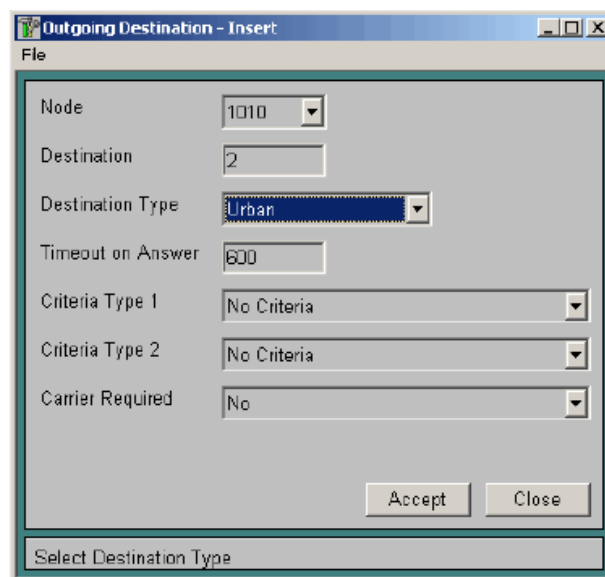 Outgoing Destination - Insert
File
Node 1010
Destination 2
Destination Type Urban
Timeout on Answer 600
Criteria Type 1 No Criteria
Criteria Type 2 No Criteria
Carrier Required No
Accept Close
Select Destination Type